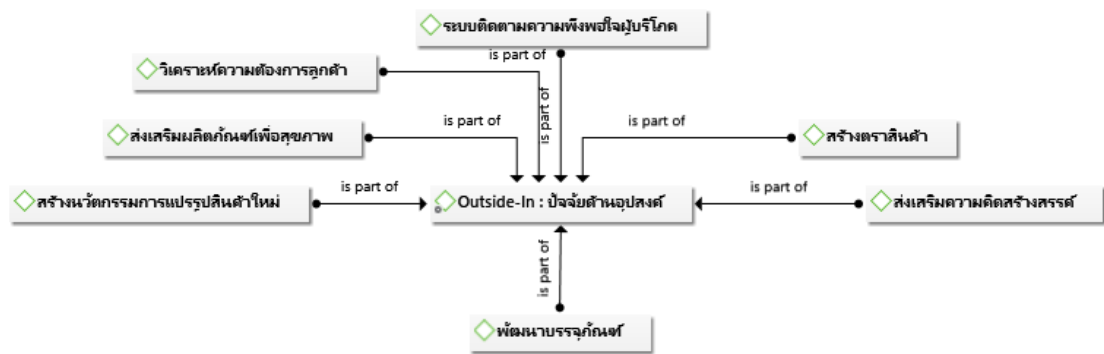 ระบบติดตามความพึงพอใจผู้บริโภค
is part of
วิเคราะห์ความต้องการลูกค้า
is part of
is part of
ส่งเสริมผลิตภัณฑ์เพื่อสุขภาพ
is part of
สร้างตราสินค้า
is part of
สร้างนวัตกรรมการแปรรูปสินค้าใหม่
Outside-In : ปัจจัยด้านอุปสงค์
is part of
ส่งเสริมความคิดสร้างสรรค์
is part of
พัฒนาบรรจุภัณฑ์